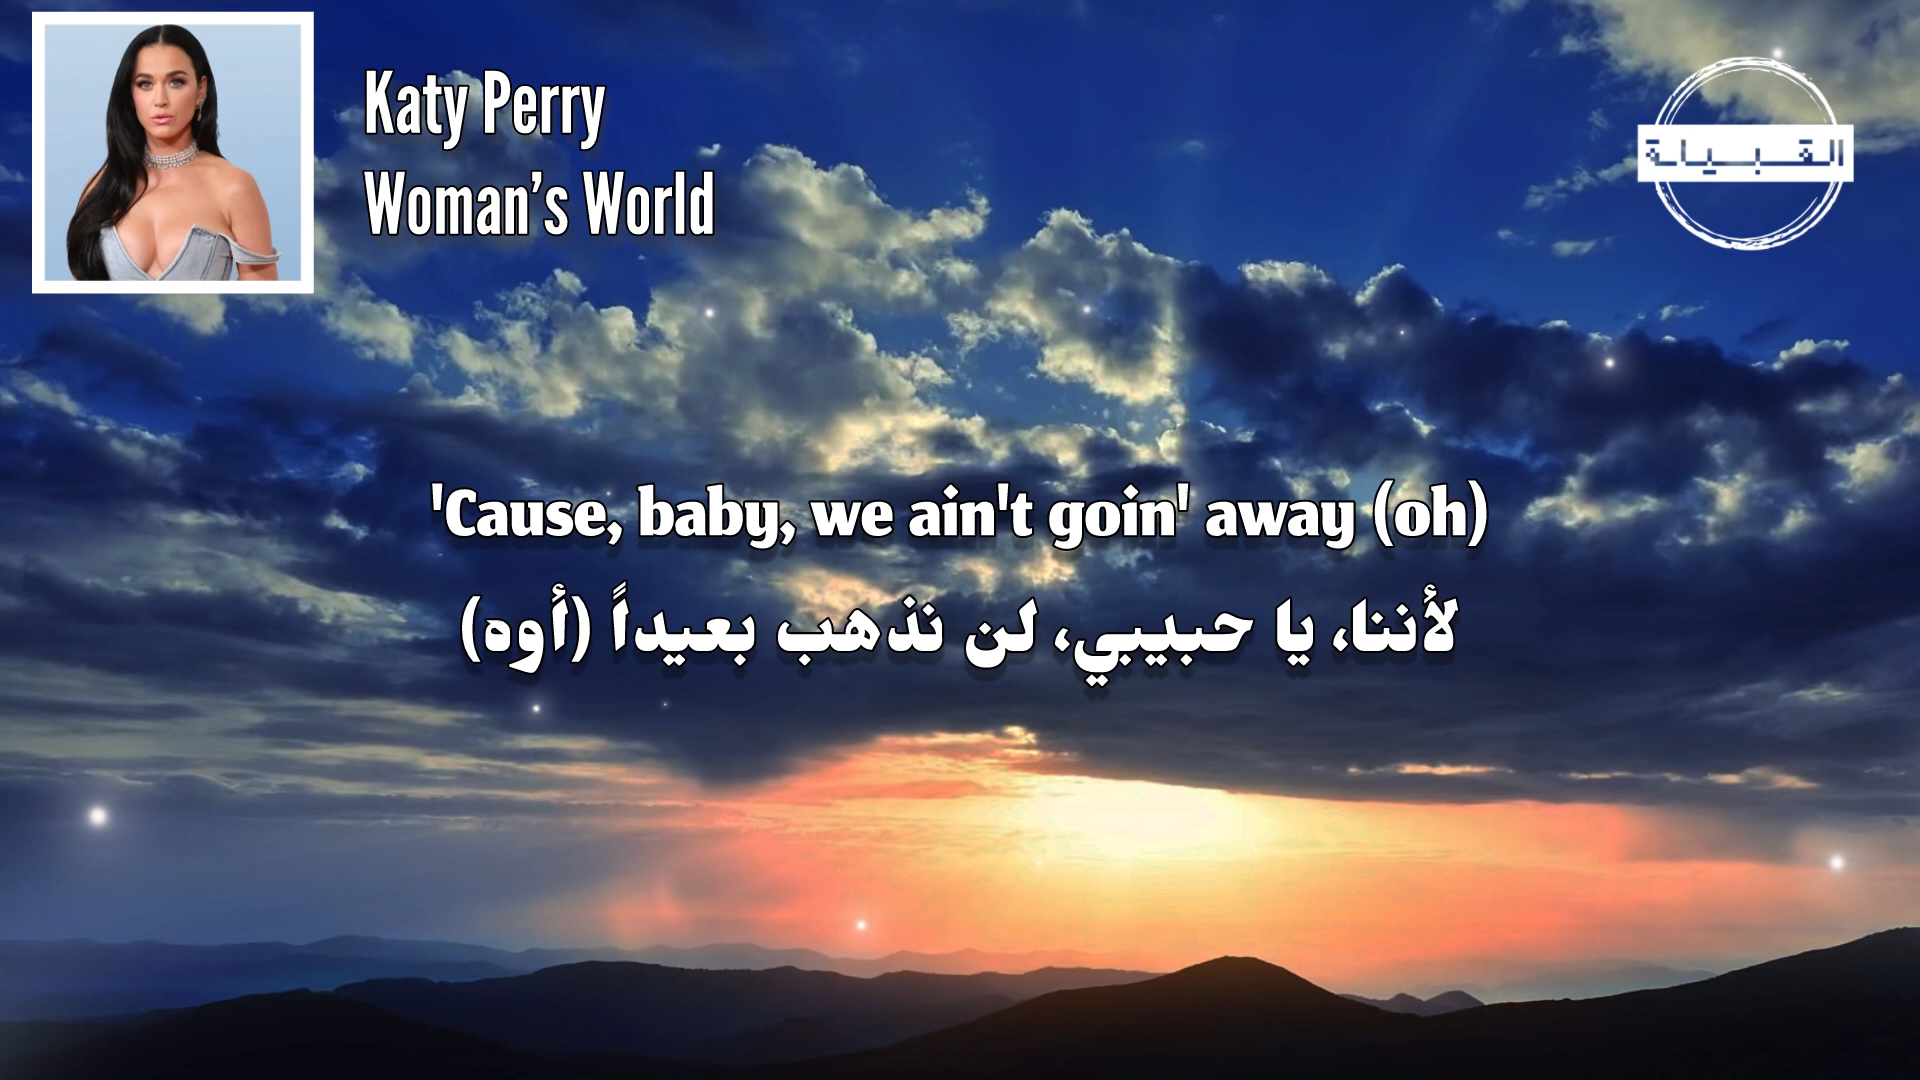 Katy Perry
Woman’s World
القبيلة
'Cause, baby, we ain't goin' away (oh)
لأننا، يا حبيبي، لن نذهب بعيداً (أوه)